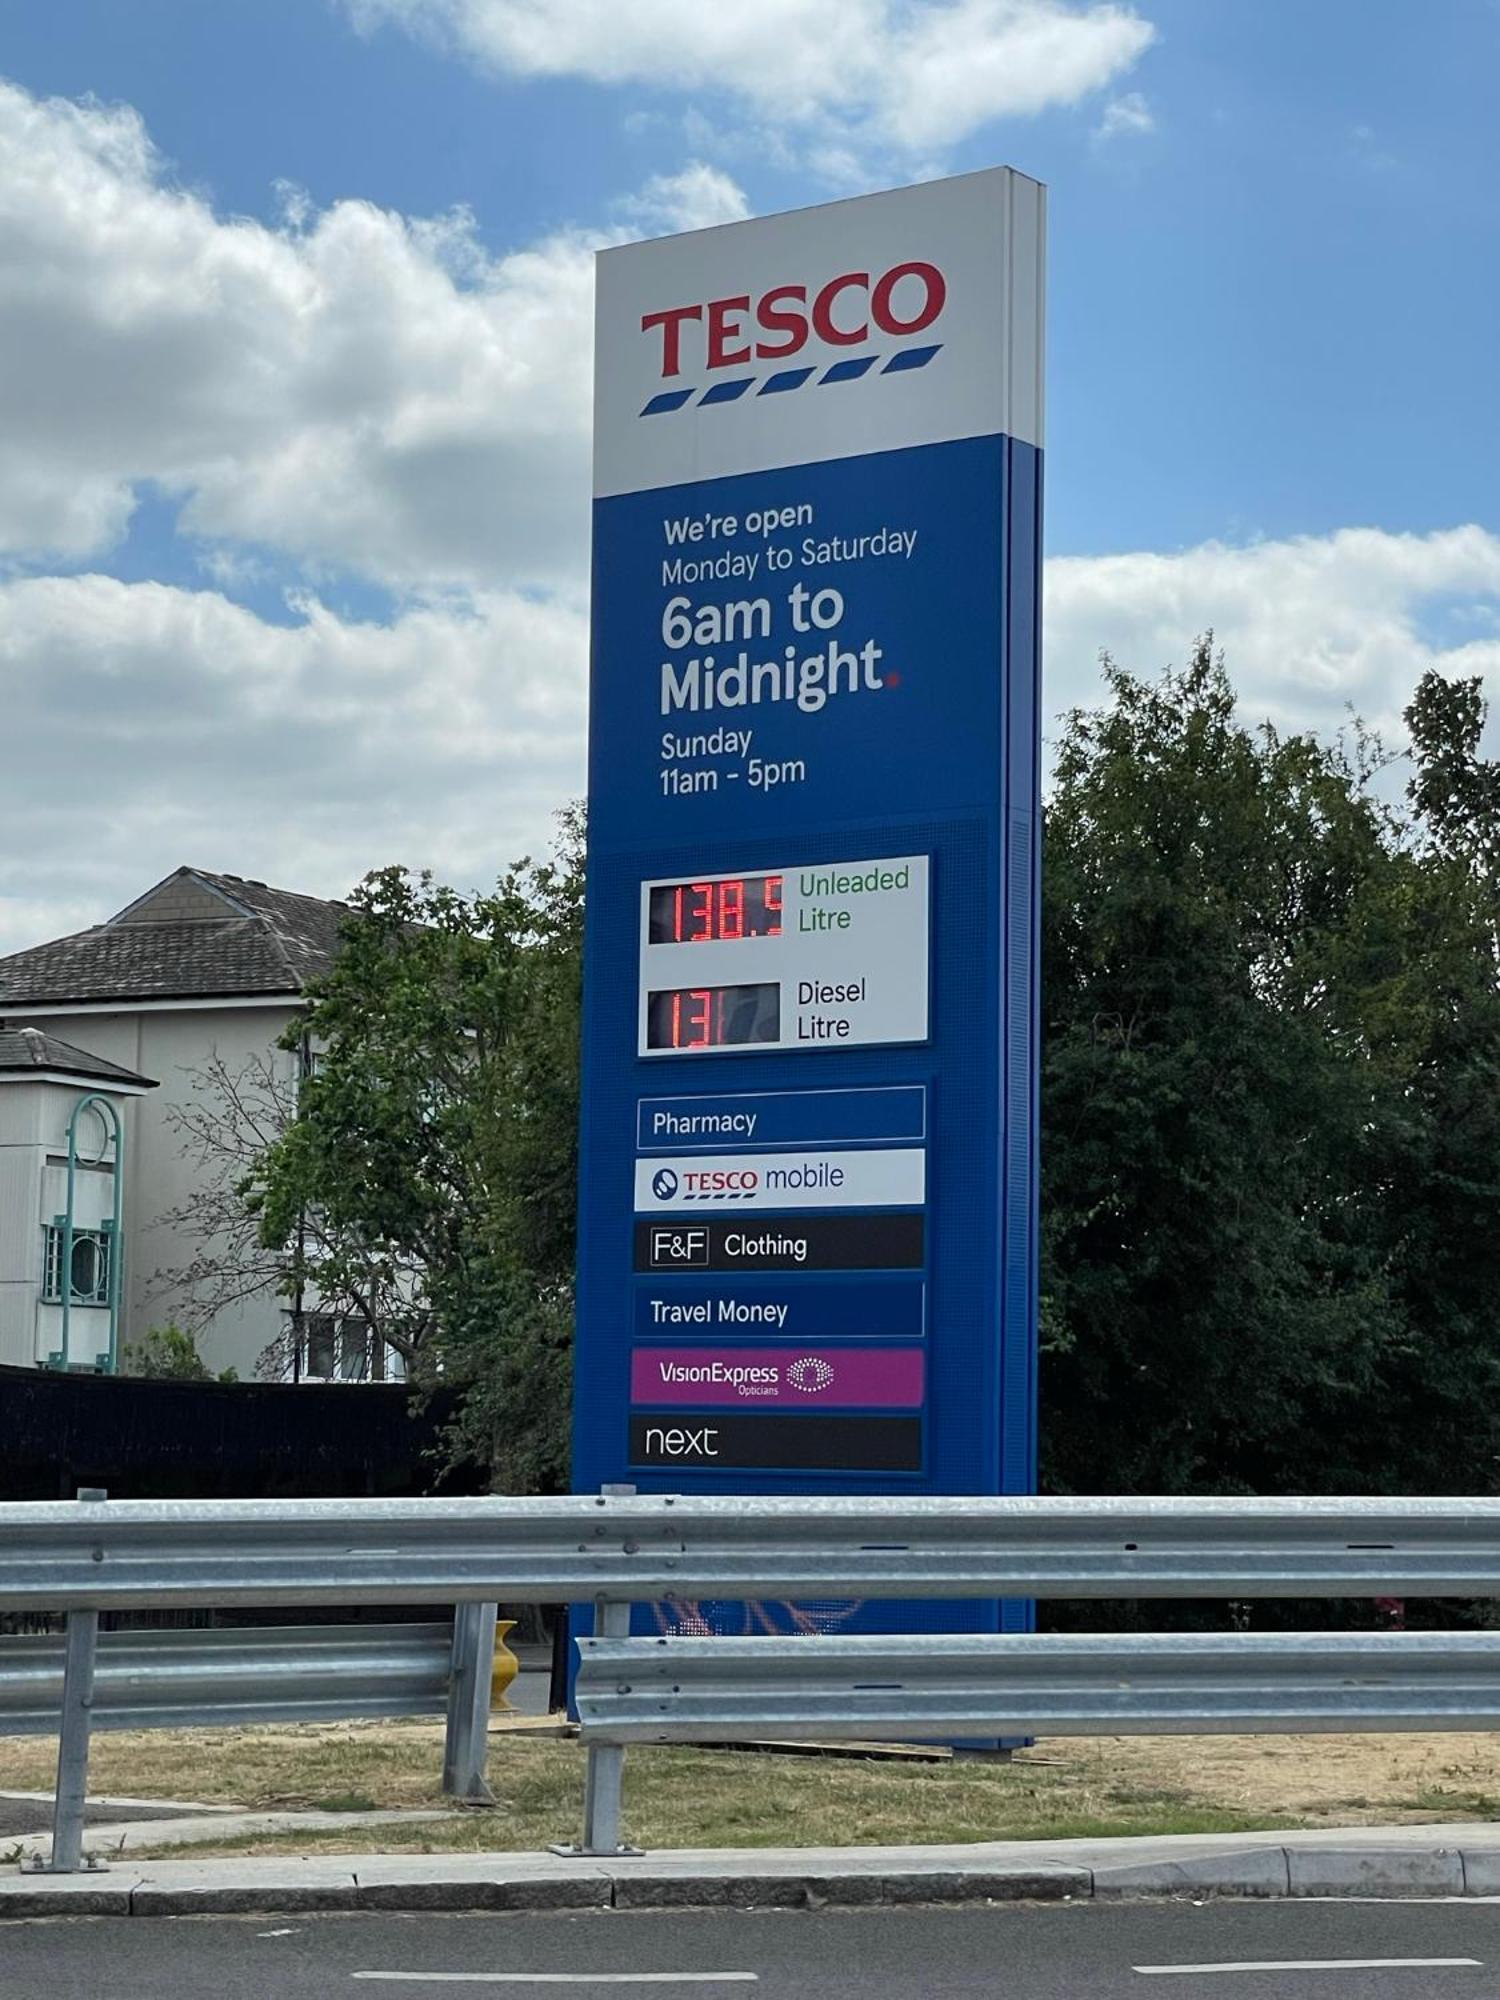 TESCO
We're open
Monday to Saturday
6am to
Midnight.
Sunday
11am - 5pm
138.9
Unleaded
Litre
Diesel
Litre
Pharmacy
TESCO mobile
F&F Clothing
Travel Money
VisionExpress
Opticians
next